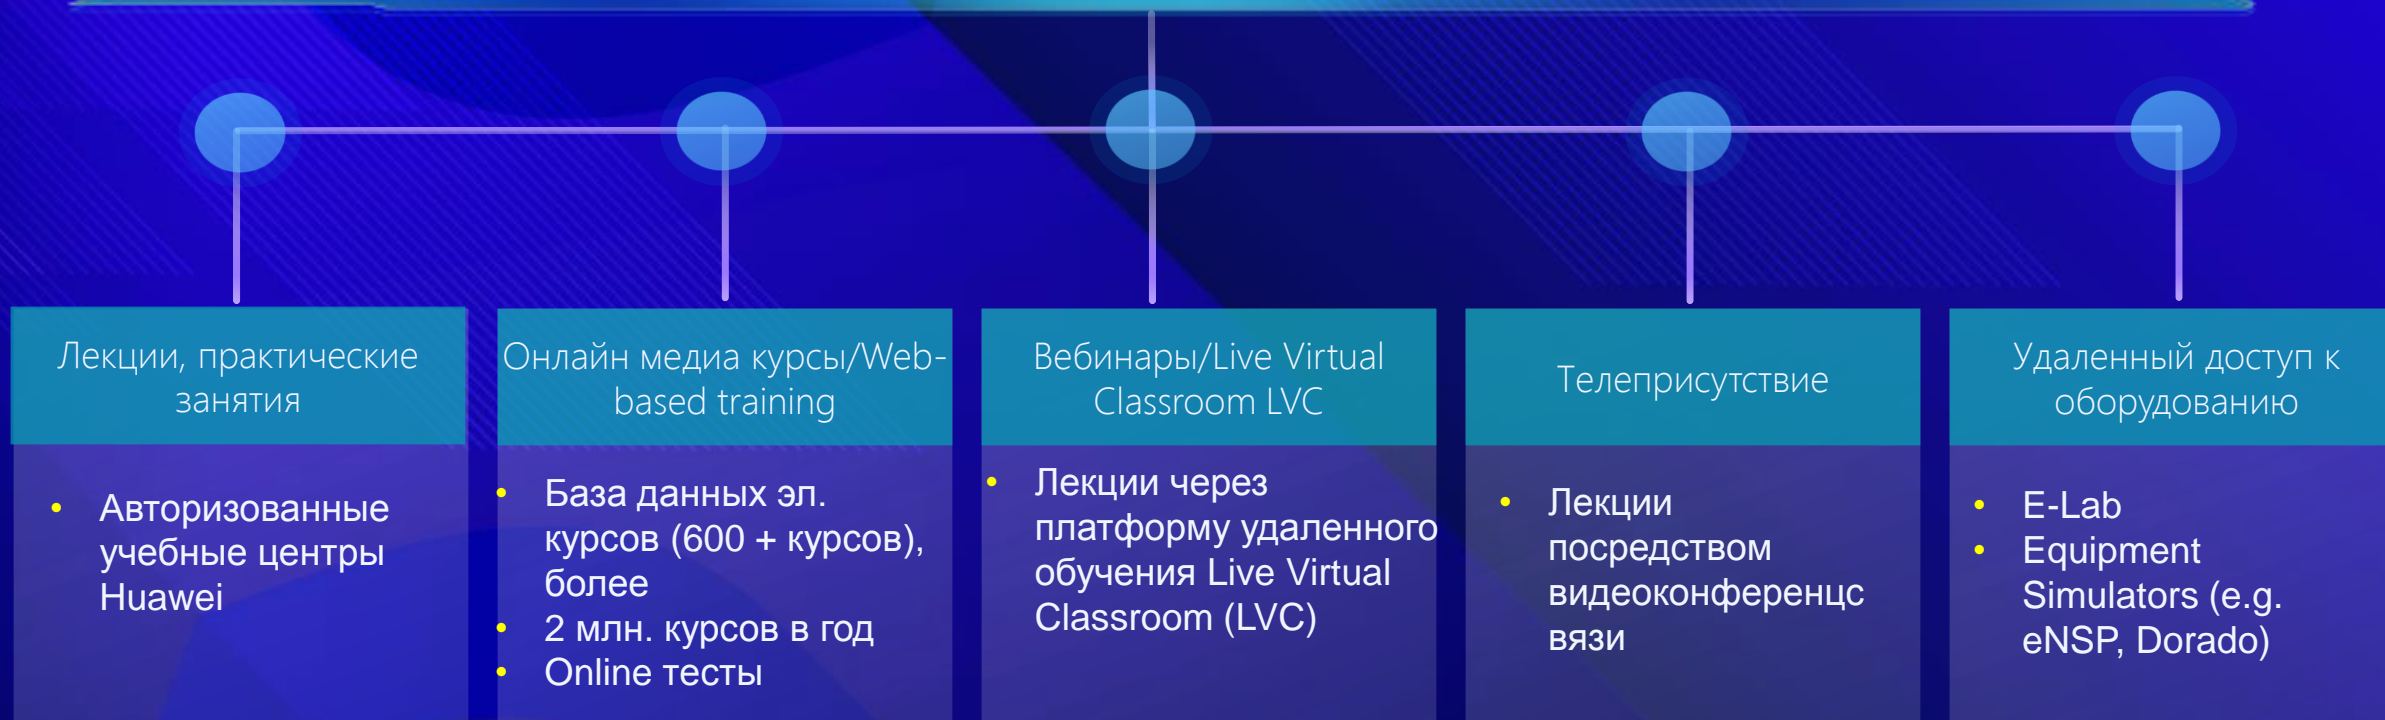 Лекции, практические
занятия
Онлайн медиа курсы/Web-
based training
Вебинары/Live Virtual
Classroom LVC
Телеприсутствие
Удаленный доступ к
оборудованию
• Авторизованные
учебные центры
Huawei
• База данных эл.
курсов (600 + курсов),
более
• 2 млн. курсов в год
• Online тесты
• Лекции через
платформу удаленного
обучения Live Virtual
Classroom (LVC)
• Лекции
посредством
видеоконференцс
вязи
• E-Lab
• Equipment
Simulators (e.g.
eNSP, Dorado)